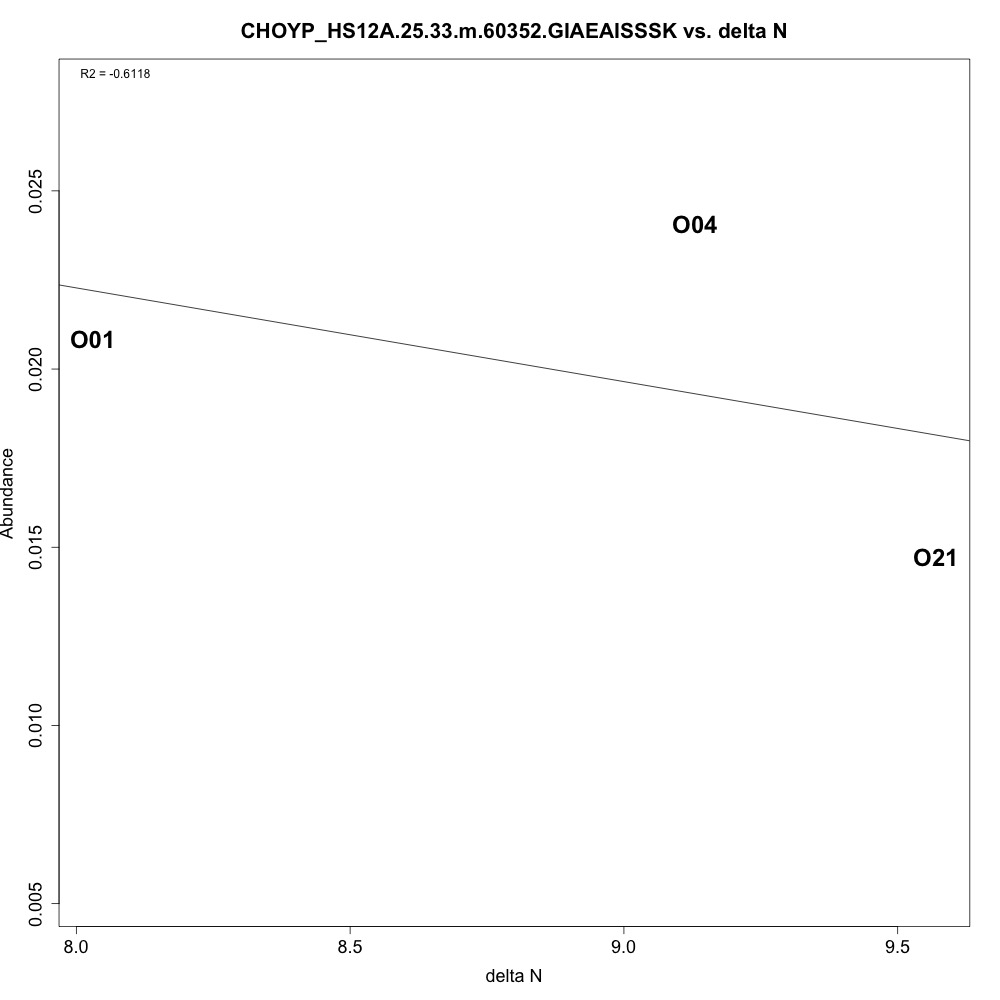 CHOYP_HS12A.25.33.m.60352.GIAEAISSSK vs. delta N
R2 = -0.6118
0.025
O04
O01
0.020
Abundance
0.015
O21
0.010
0.005
8.0
8.5
9.0
9.5
delta N